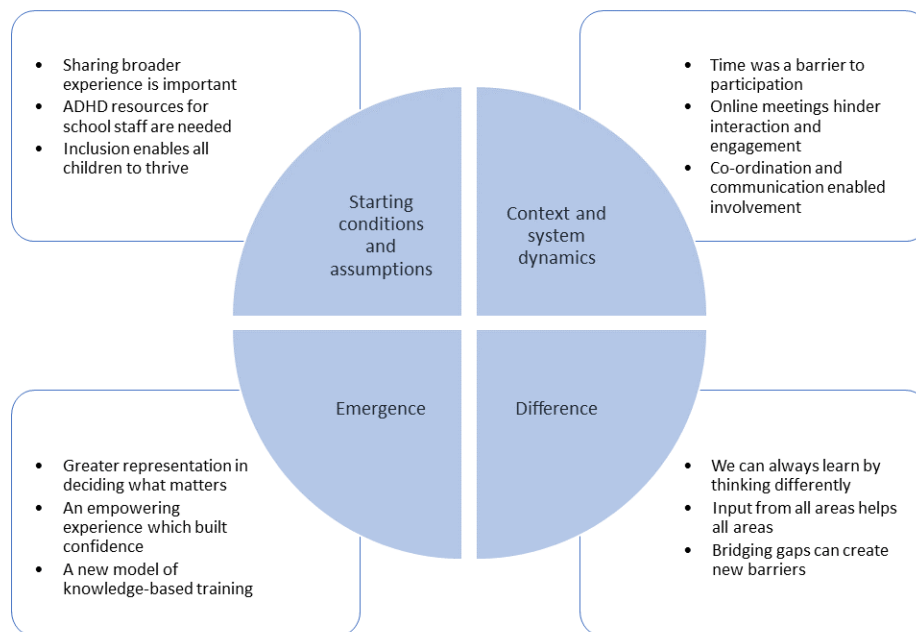 • Sharing broader
experience is important
• ADHD resources for
school staff are needed
• Inclusion enables all
children to thrive
• Time was a barrier to
participation
• Online meetings hinder
interaction and
engagement
• Co-ordination and
communication enabled
involvement
Starting
conditions
and
assumptions
Context and
system
dynamics
Emergence
Difference
• Greater representation in
deciding what matters
• An empowering
experience which built
confidence
• A new model of
knowledge-based training
• We can always learn by
thinking differently
• Input from all areas helps
all areas
• Bridging gaps can create
new barriers